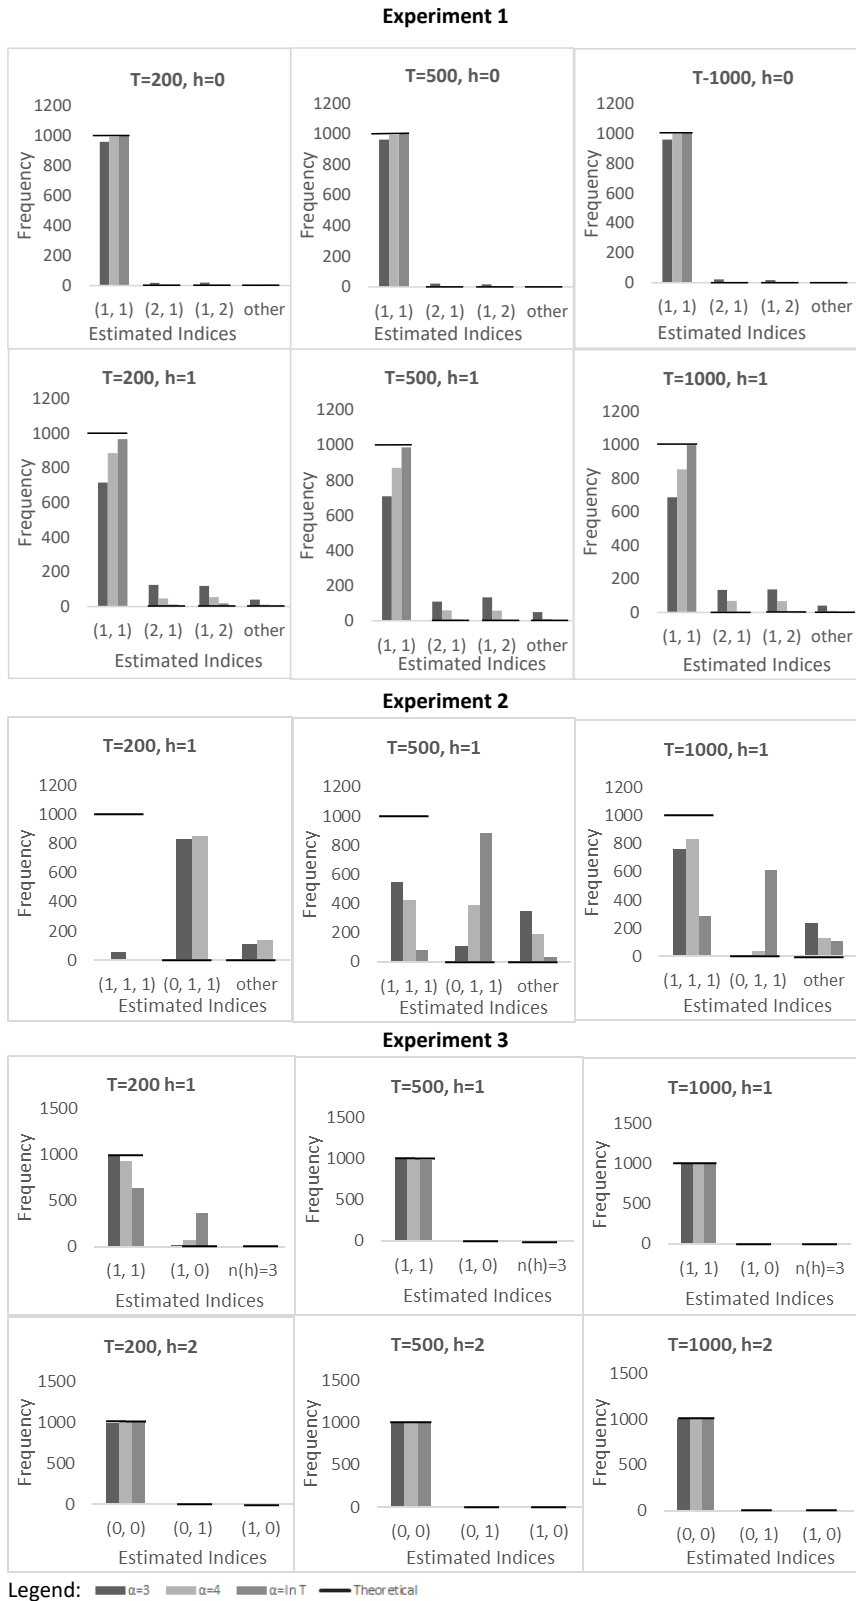 Experiment 1
T=200, h=0
T=500, h=0
T-1000, h=0
Frequency
1200
1000
800
600
400
200
0
(1, 1) (2, 1) (1, 2) other
Estimated Indices
Frequency
1200
1000
800
600
400
200
0
(1, 1) (2, 1) (1, 2) other
Estimated Indices
Frequency
1200
1000
800
600
400
200
0
(1, 1) (2, 1) (1, 2) other
Estimated Indices
T=200, h=1
T=500, h=1
T=1000, h=1
Frequency
1200
1000
800
600
400
200
0
(1, 1) (2, 1) (1, 2) other
Estimated Indices
Frequency
1200
1000
800
600
400
200
0
(1, 1) (2, 1) (1, 2) other
Estimated Indices
Frequency
1200
1000
800
600
400
200
0
(1, 1) (2, 1) (1, 2) other
Estimated Indices
Experiment 2
T=200, h=1
T=500, h=1
T=1000, h=1
Frequency
1200
1000
800
600
400
200
0
(1, 1, 1) (0, 1, 1) other
Estimated Indices
Frequency
1200
1000
800
600
400
200
0
(1, 1, 1) (0, 1, 1) other
Estimated Indices
Frequency
1200
1000
800
600
400
200
0
(1, 1, 1) (0, 1, 1) other
Estimated Indices
Experiment 3
T=200 h=1
T=500, h=1
T=1000, h=1
Frequency
1500
1000
500
0
(1, 1) (1, 0) n(h)=3
Estimated Indices
Frequency
1500
1000
500
0
(1, 1) (1, 0) n(h)=3
Estimated Indices
Frequency
1500
1000
500
0
(1, 1) (1, 0) n(h)=3
Estimated Indices
T=200, h=2
T=500, h=2
T=1000, h=2
Frequency
1500
1000
500
0
(0, 0) (0, 1) (1, 0)
Estimated Indices
Frequency
1500
1000
500
0
(0, 0) (0, 1) (1, 0)
Estimated Indices
Frequency
1500
1000
500
0
(0, 0) (0, 1) (1, 0)
Estimated Indices
Legend: α=3 α=4 α=ln T Theoretical